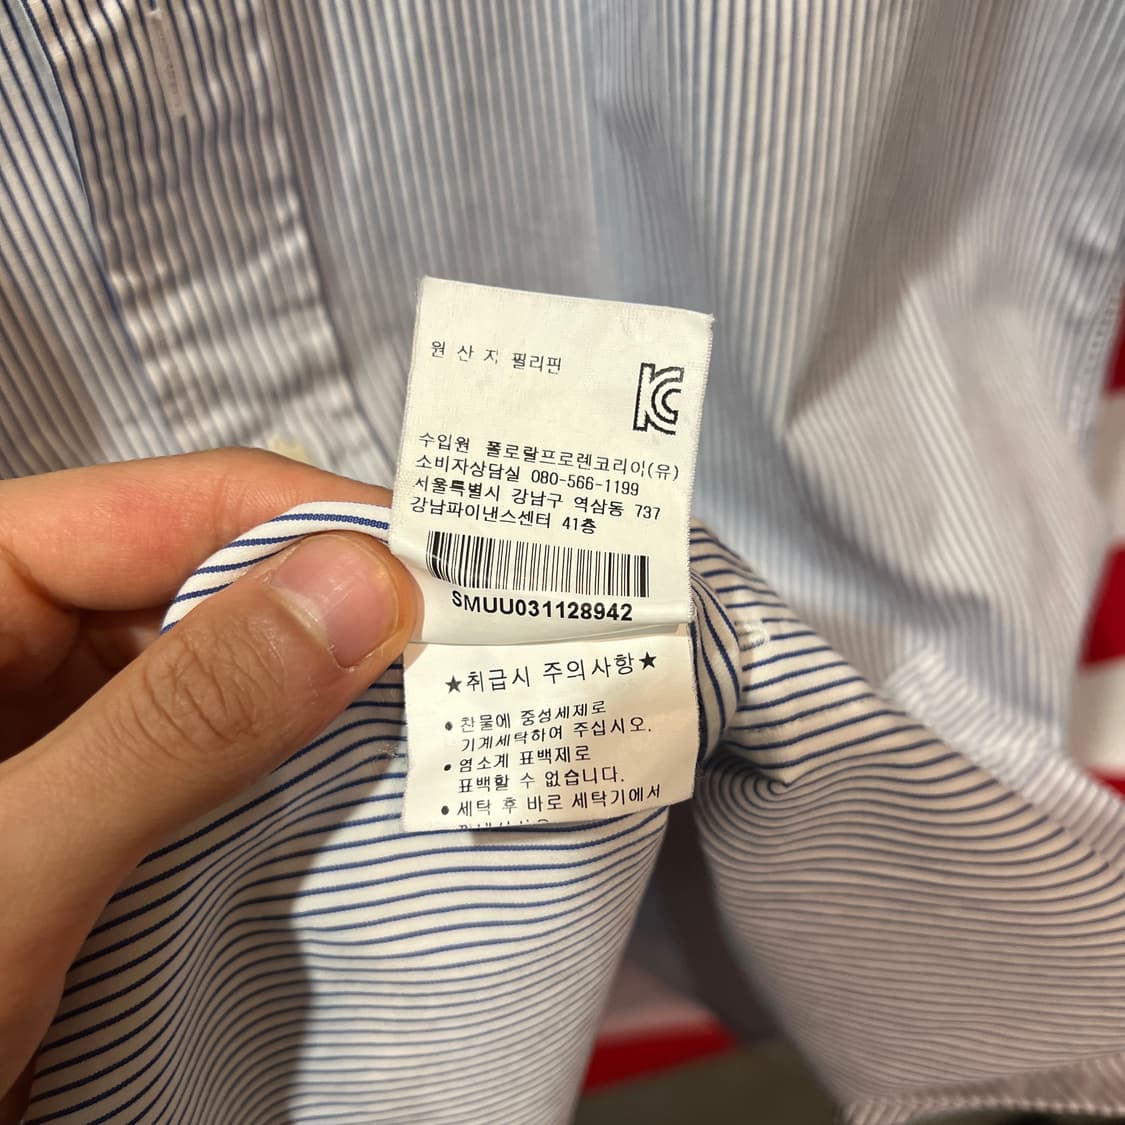 원 산 지 필리핀
KC
수입원 폴로랄프로렌코리아(유)
소비자상담실 080-566-1199
서울특별시 강남구 역삼동 737
강남파이낸스센터 41층
SMUU031128942
★취급시 주의사항★
• 찬물에 중성세제로
기계세탁하여 주십시오.
• 염소계 표백제로
표백할 수 없습니다.
• 세탁 후 바로 세탁기에서